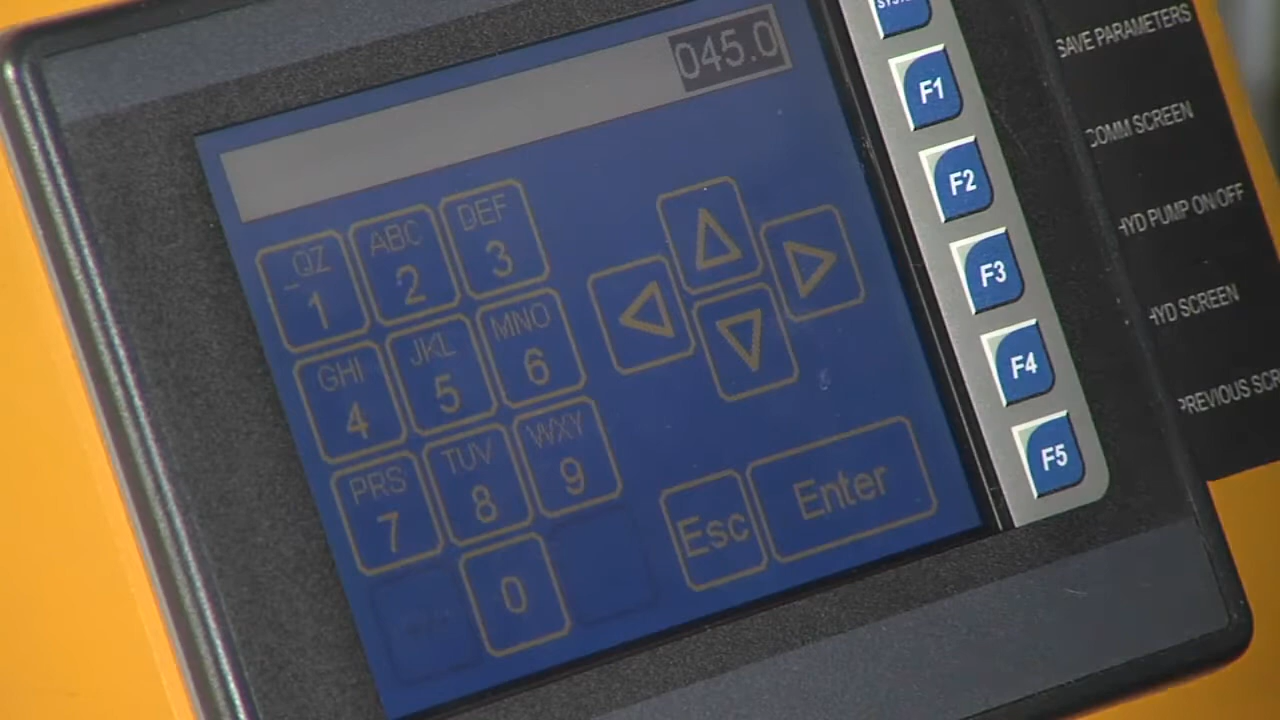 045.0
_QZ
1
ABC
2
DEF
3
GHI
4
JKL
5
MNO
6
PRS
7
TUV
8
WXY
9
0
Esc
Enter
F1
F2
F3
F4
F5
SAVE PARAMETERS
COMM SCREEN
HYD PUMP ON/OFF
HYD SCREEN
PREVIOUS SCR